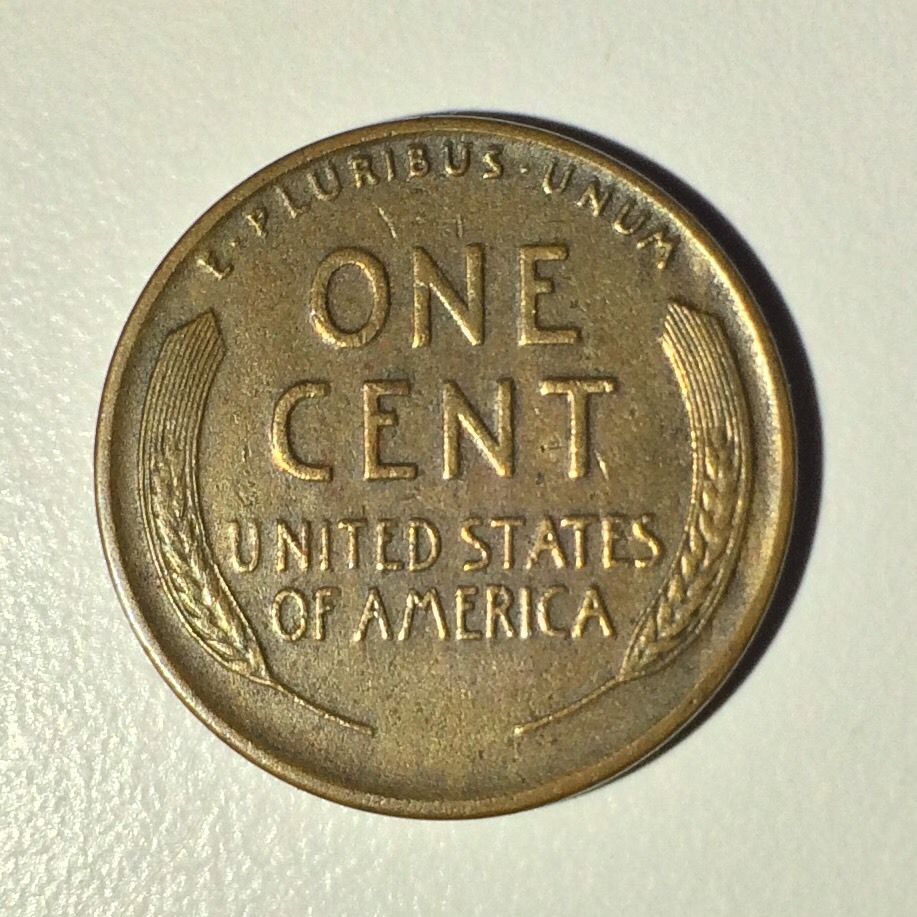 E · PLURIBUS · UNUM
ONE
CENT
UNITED STATES
OF AMERICA